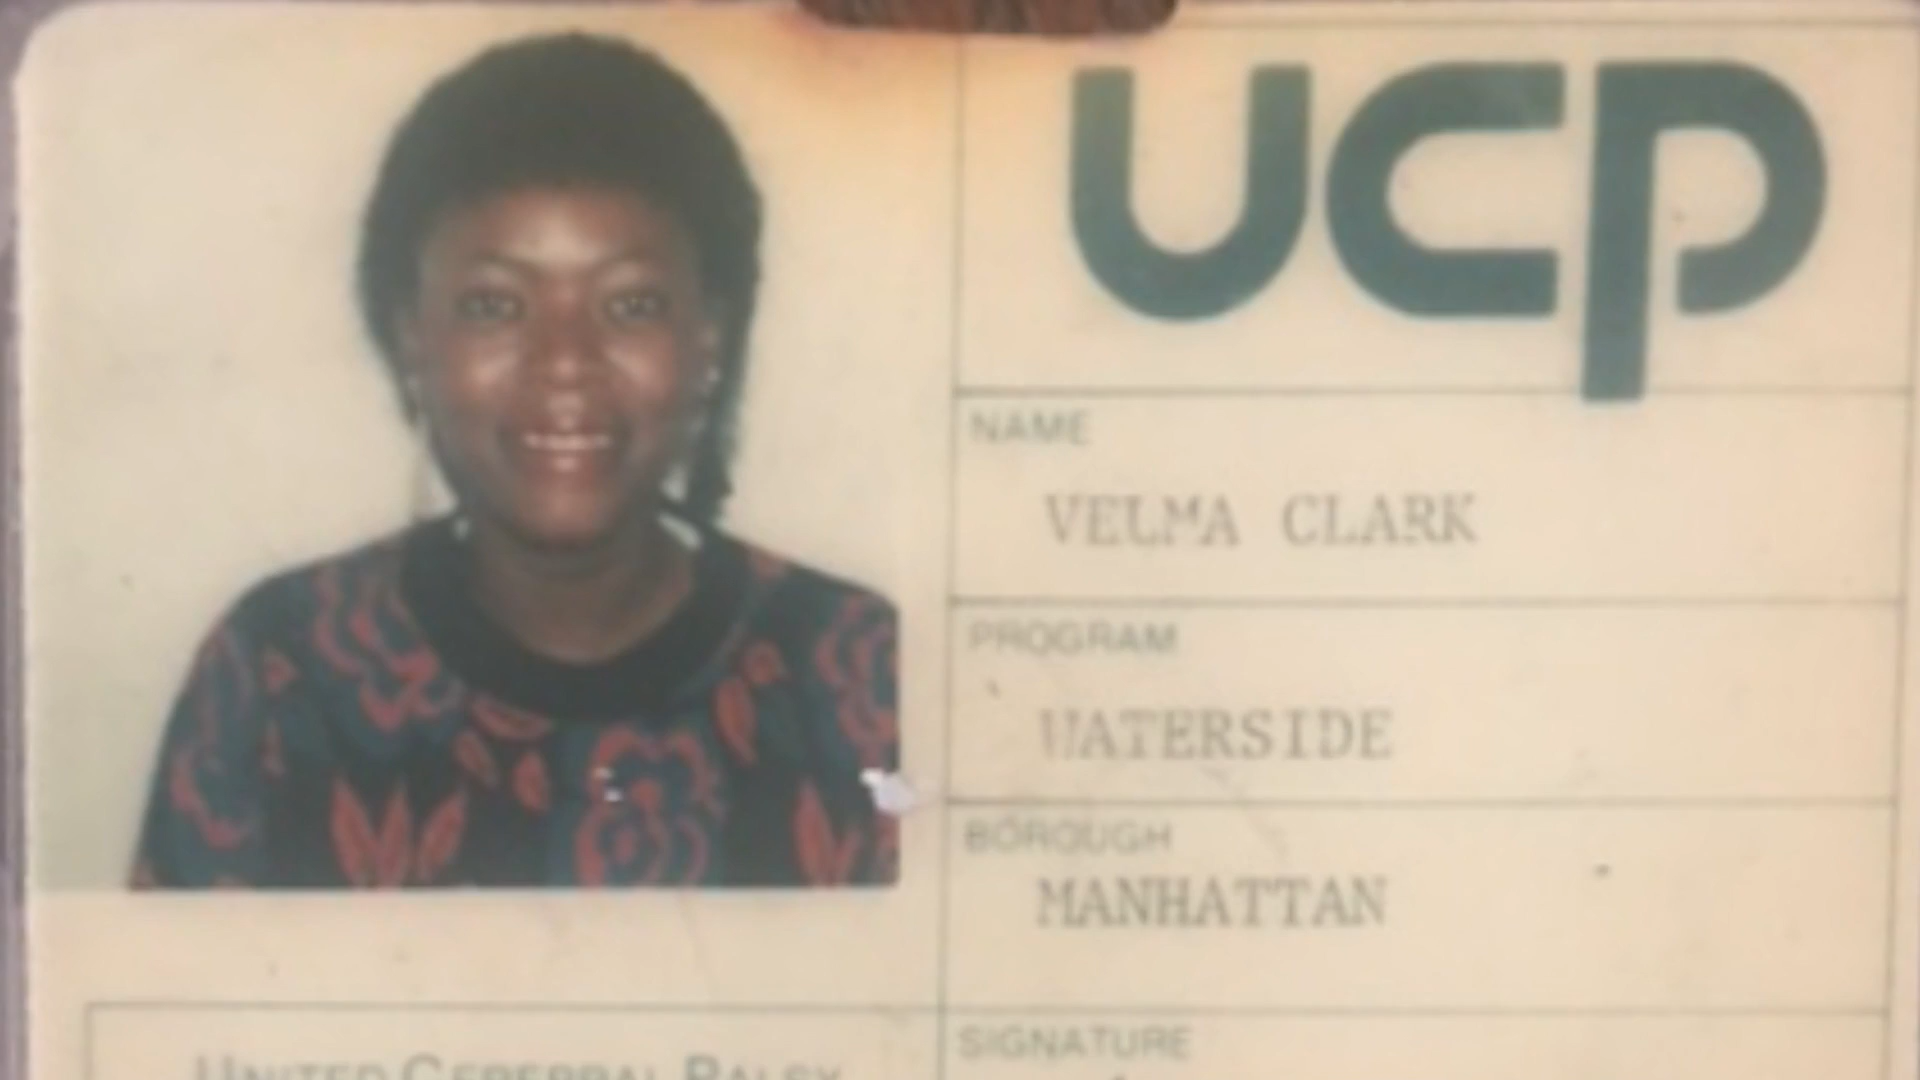 ucp
NAME
VELMA CLARK
PROGRAM
WATERSIDE
BOROUGH
MANHATTAN
SIGNATURE
UNITED CEREBRAL PALSY